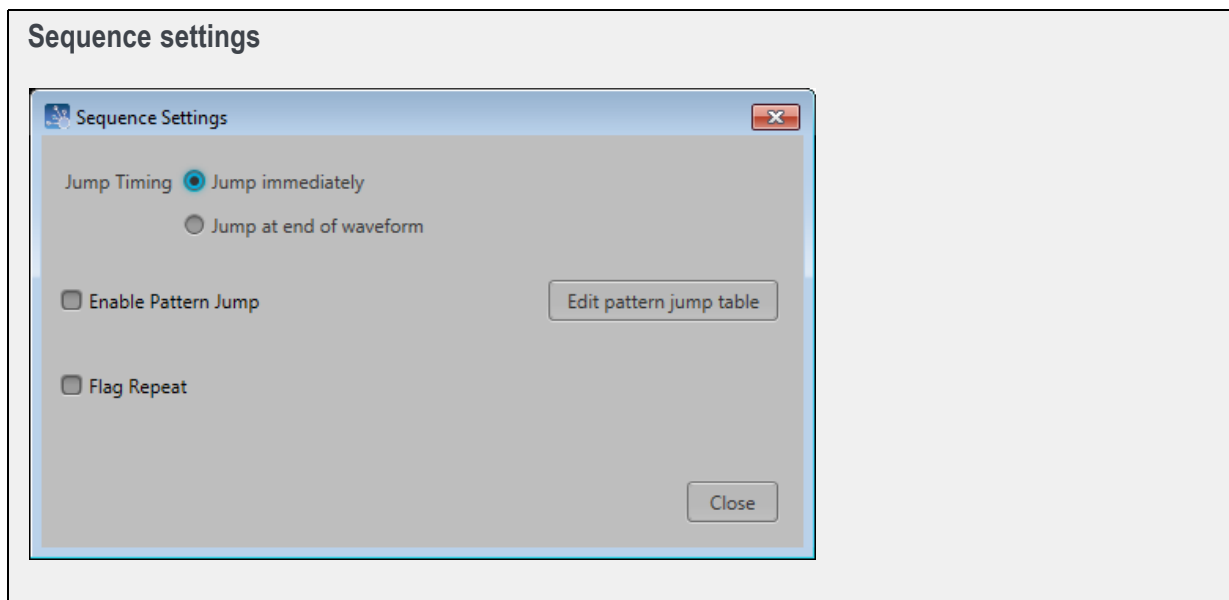 Sequence settings
Sequence Settings
Jump Timing Jump immediately
Jump at end of waveform
Enable Pattern Jump Edit pattern jump table
Flag Repeat
Close